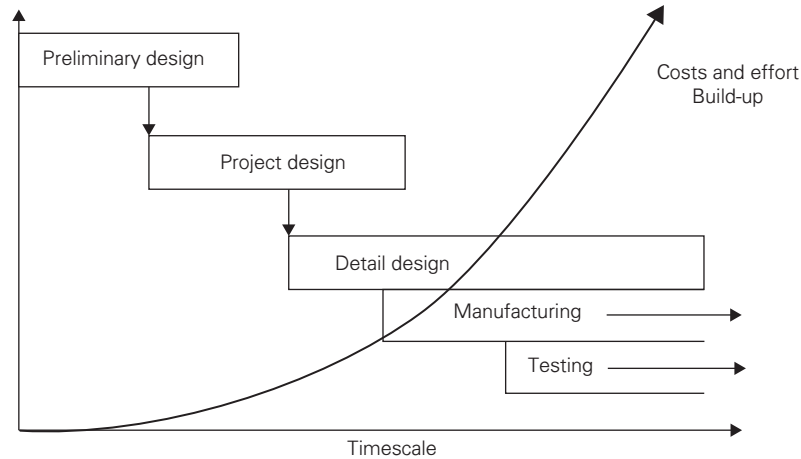 Preliminary design
Costs and effort
Build-up
Project design
Detail design
Manufacturing
Testing
Timescale